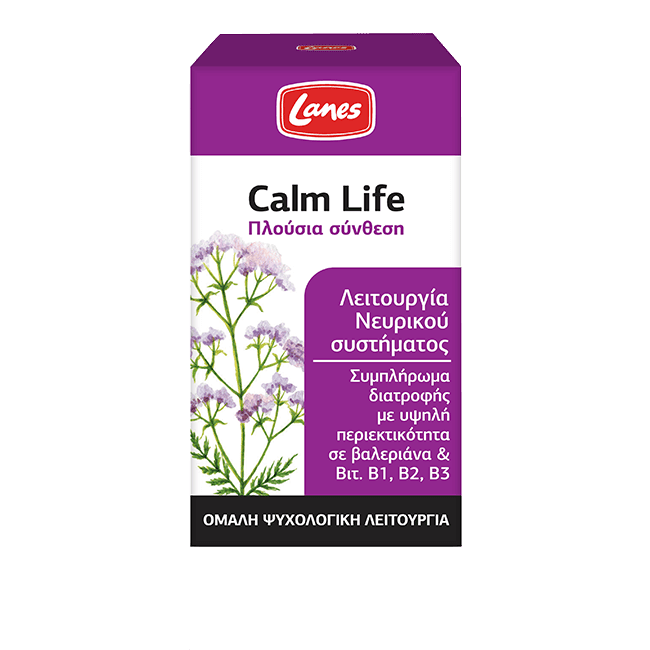 Lanes
Lanes
Calm Life
Πλούσια σύνθεση
Λειτουργία
Νευρικού
συστήματος
Συμπλήρωμα
διατροφής
με υψηλή
περιεκτικότητα
σε βαλεριάνα &
Βιτ. Β1, Β2, Β3
ΟΜΑΛΗ ΨΥΧΟΛΟΓΙΚΗ ΛΕΙΤΟΥΡΓΙΑ